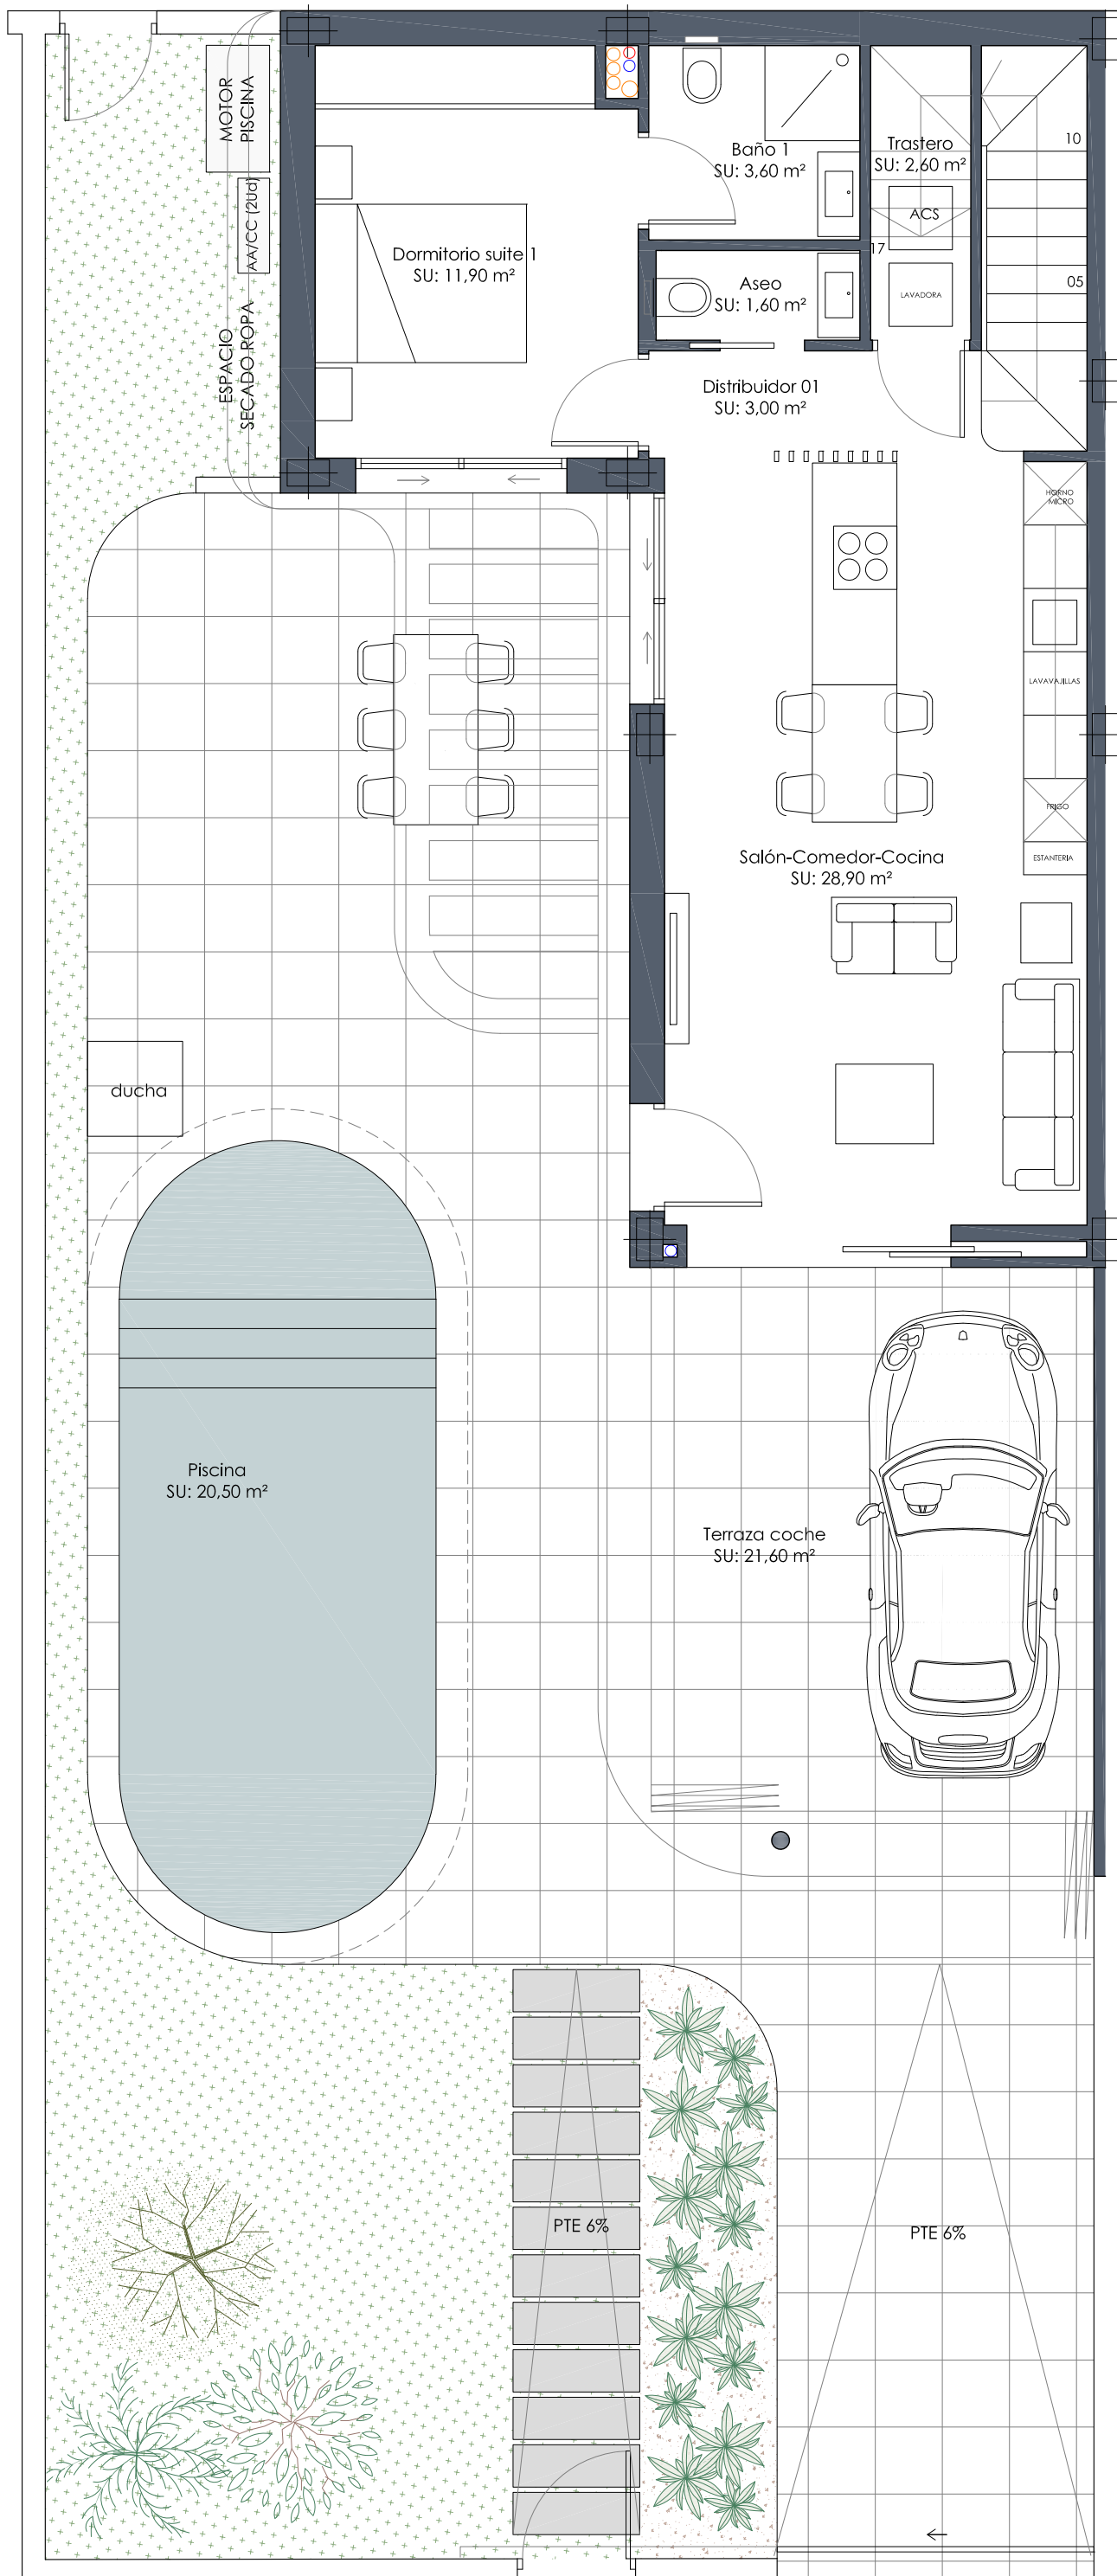 MOTOR
PISCINA
AA/CC (2Ud)
ESPACIO
SECADO ROPA
Baño 1
SU: 3,60 m²
Trastero
SU: 2,60 m²
10
ACS
17
Dormitorio suite 1
SU: 11,90 m²
Aseo
SU: 1,60 m²
LAVADORA
05
Distribuidor 01
SU: 3,00 m²
HORNO
MICRO
LAVAVAJILLAS
FRIGO
ESTANTERIA
Salón-Comedor-Cocina
SU: 28,90 m²
ducha
Piscina
SU: 20,50 m²
Terraza coche
SU: 21,60 m²
PTE 6%
PTE 6%